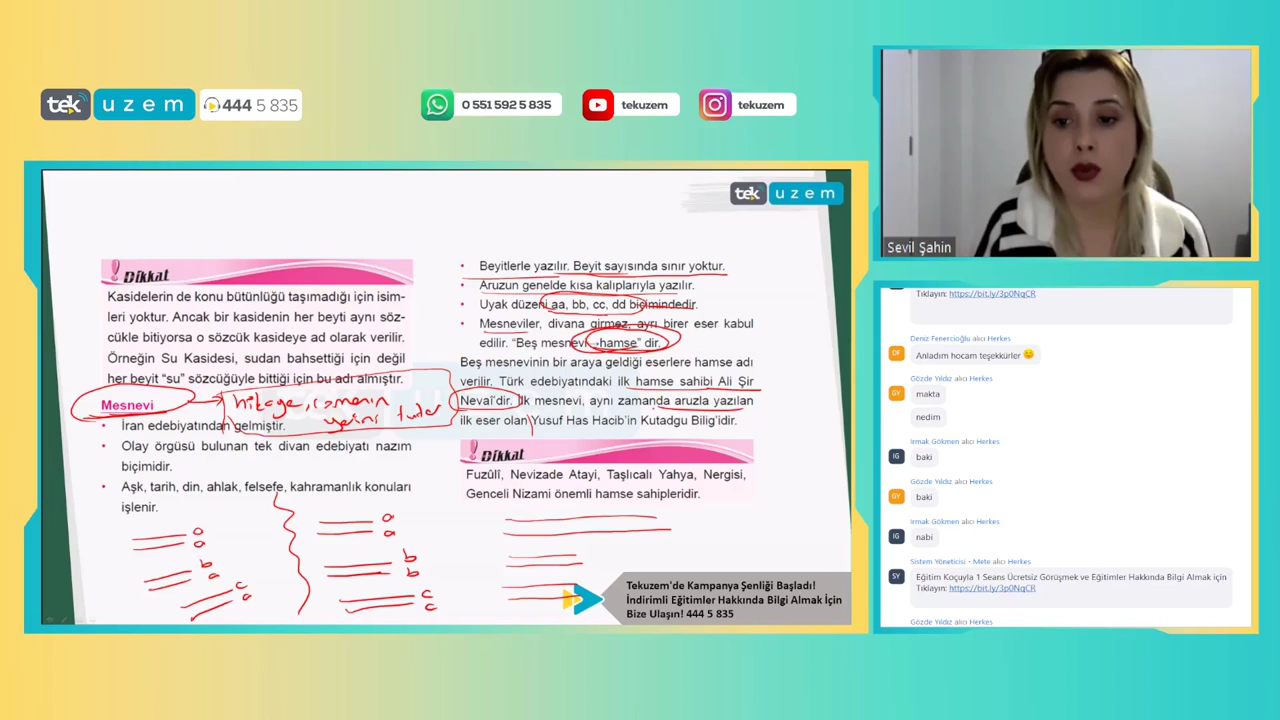 tek uzem 444 5 835
0 551 592 5 835
tekuzem
tekuzem
tek uzem
Dikkat
Kasidelerin de konu bütünlüğü taşımadığı için isim-
leri yoktur. Ancak bir kasidenin her beyti aynı söz-
cükle bitiyorsa o sözcük kasideye ad olarak verilir.
Örneğin Su Kasidesi, sudan bahsettiği için değil
her beyit “su” sözcüğüyle bittiği için bu adı almıştır.
Mesnevi
hikaye, romanın
yerini tutar
• İran edebiyatından gelmiştir.
• Olay örgüsü bulunan tek divan edebiyatı nazım
biçimidir.
• Aşk, tarih, din, ahlak, felsefe, kahramanlık konuları
işlenir.
a
a
b
a
c
a
a
a
b
b
c
c
• Beyitlerle yazılır. Beyit sayısında sınır yoktur.
• Aruzun genelde kısa kalıplarıyla yazılır.
• Uyak düzeni aa, bb, cc, dd biçimindedir.
• Mesneviler, divana girmez, ayrı birer eser kabul
edilir. “Beş mesnevi→hamse” dir.
Beş mesnevinin bir araya geldiği eserlere hamse adı
verilir. Türk edebiyatındaki ilk hamse sahibi Ali Şir
Nevaî’dir. İlk mesnevi, aynı zamanda aruzla yazılan
ilk eser olan Yusuf Has Hacib’in Kutadgu Bilig’idir.
Dikkat
Fuzûlî, Nevizade Atayi, Taşlıcalı Yahya, Nergisi,
Genceli Nizami önemli hamse sahipleridir.
Tekuzem'de Kampanya Şenliği Başladı!
İndirimli Eğitimler Hakkında Bilgi Almak İçin
Bize Ulaşın! 444 5 835
Sevil Şahin
Tıklayın: https://bit.ly/3p0NqCR
Deniz Fenercioğlu alıcı Herkes
DF Anladım hocam teşekkürler
Gözde Yıldız alıcı Herkes
GY makta
nedim
Irmak Gökmen alıcı Herkes
IG baki
Gözde Yıldız alıcı Herkes
GY baki
Irmak Gökmen alıcı Herkes
IG nabi
Sistem Yöneticisi - Mete alıcı Herkes
SY Eğitim Koçuyla 1 Seans Ücretsiz Görüşmek ve Eğitimler Hakkında Bilgi Almak için
Tıklayın: https://bit.ly/3p0NqCR
Gözde Yıldız alıcı Herkes